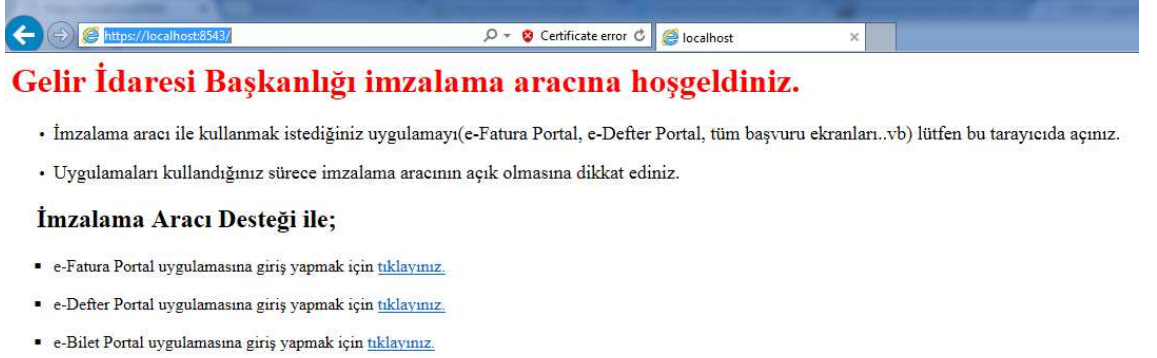 https://localhost:8543/ Certificate error localhost
Gelir İdaresi Başkanlığı imzalama aracına hoşgeldiniz.
• İmzalama aracı ile kullanmak istediğiniz uygulamayı(e-Fatura Portal, e-Defter Portal, tüm başvuru ekranları..vb) lütfen bu tarayıcıda açınız.
• Uygulamaları kullandığınız sürece imzalama aracının açık olmasına dikkat ediniz.
İmzalama Aracı Desteği ile;
▪ e-Fatura Portal uygulamasına giriş yapmak için tıklayınız.
▪ e-Defter Portal uygulamasına giriş yapmak için tıklayınız.
▪ e-Bilet Portal uygulamasına giriş yapmak için tıklayınız.